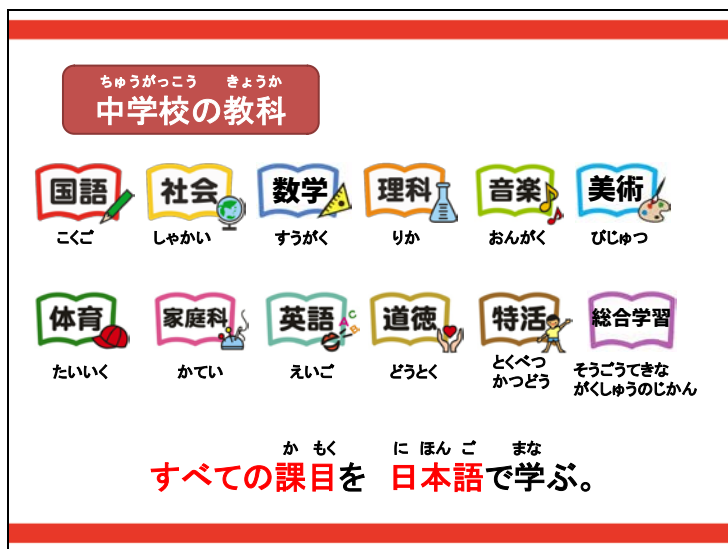 ちゅうがっこう きょうか
中学校の教科
国語 社会 数学 理科 音楽 美術
こくご しゃかい すうがく りか おんがく びじゅつ
体育 家庭科 英語 道徳 特活 総合学習
たいいく かてい えいご どうとく とくべつ かつどう そうごうてきな がくしゅうのじかん
か もく に ほん ご まな
すべての課目を 日本語で学ぶ。